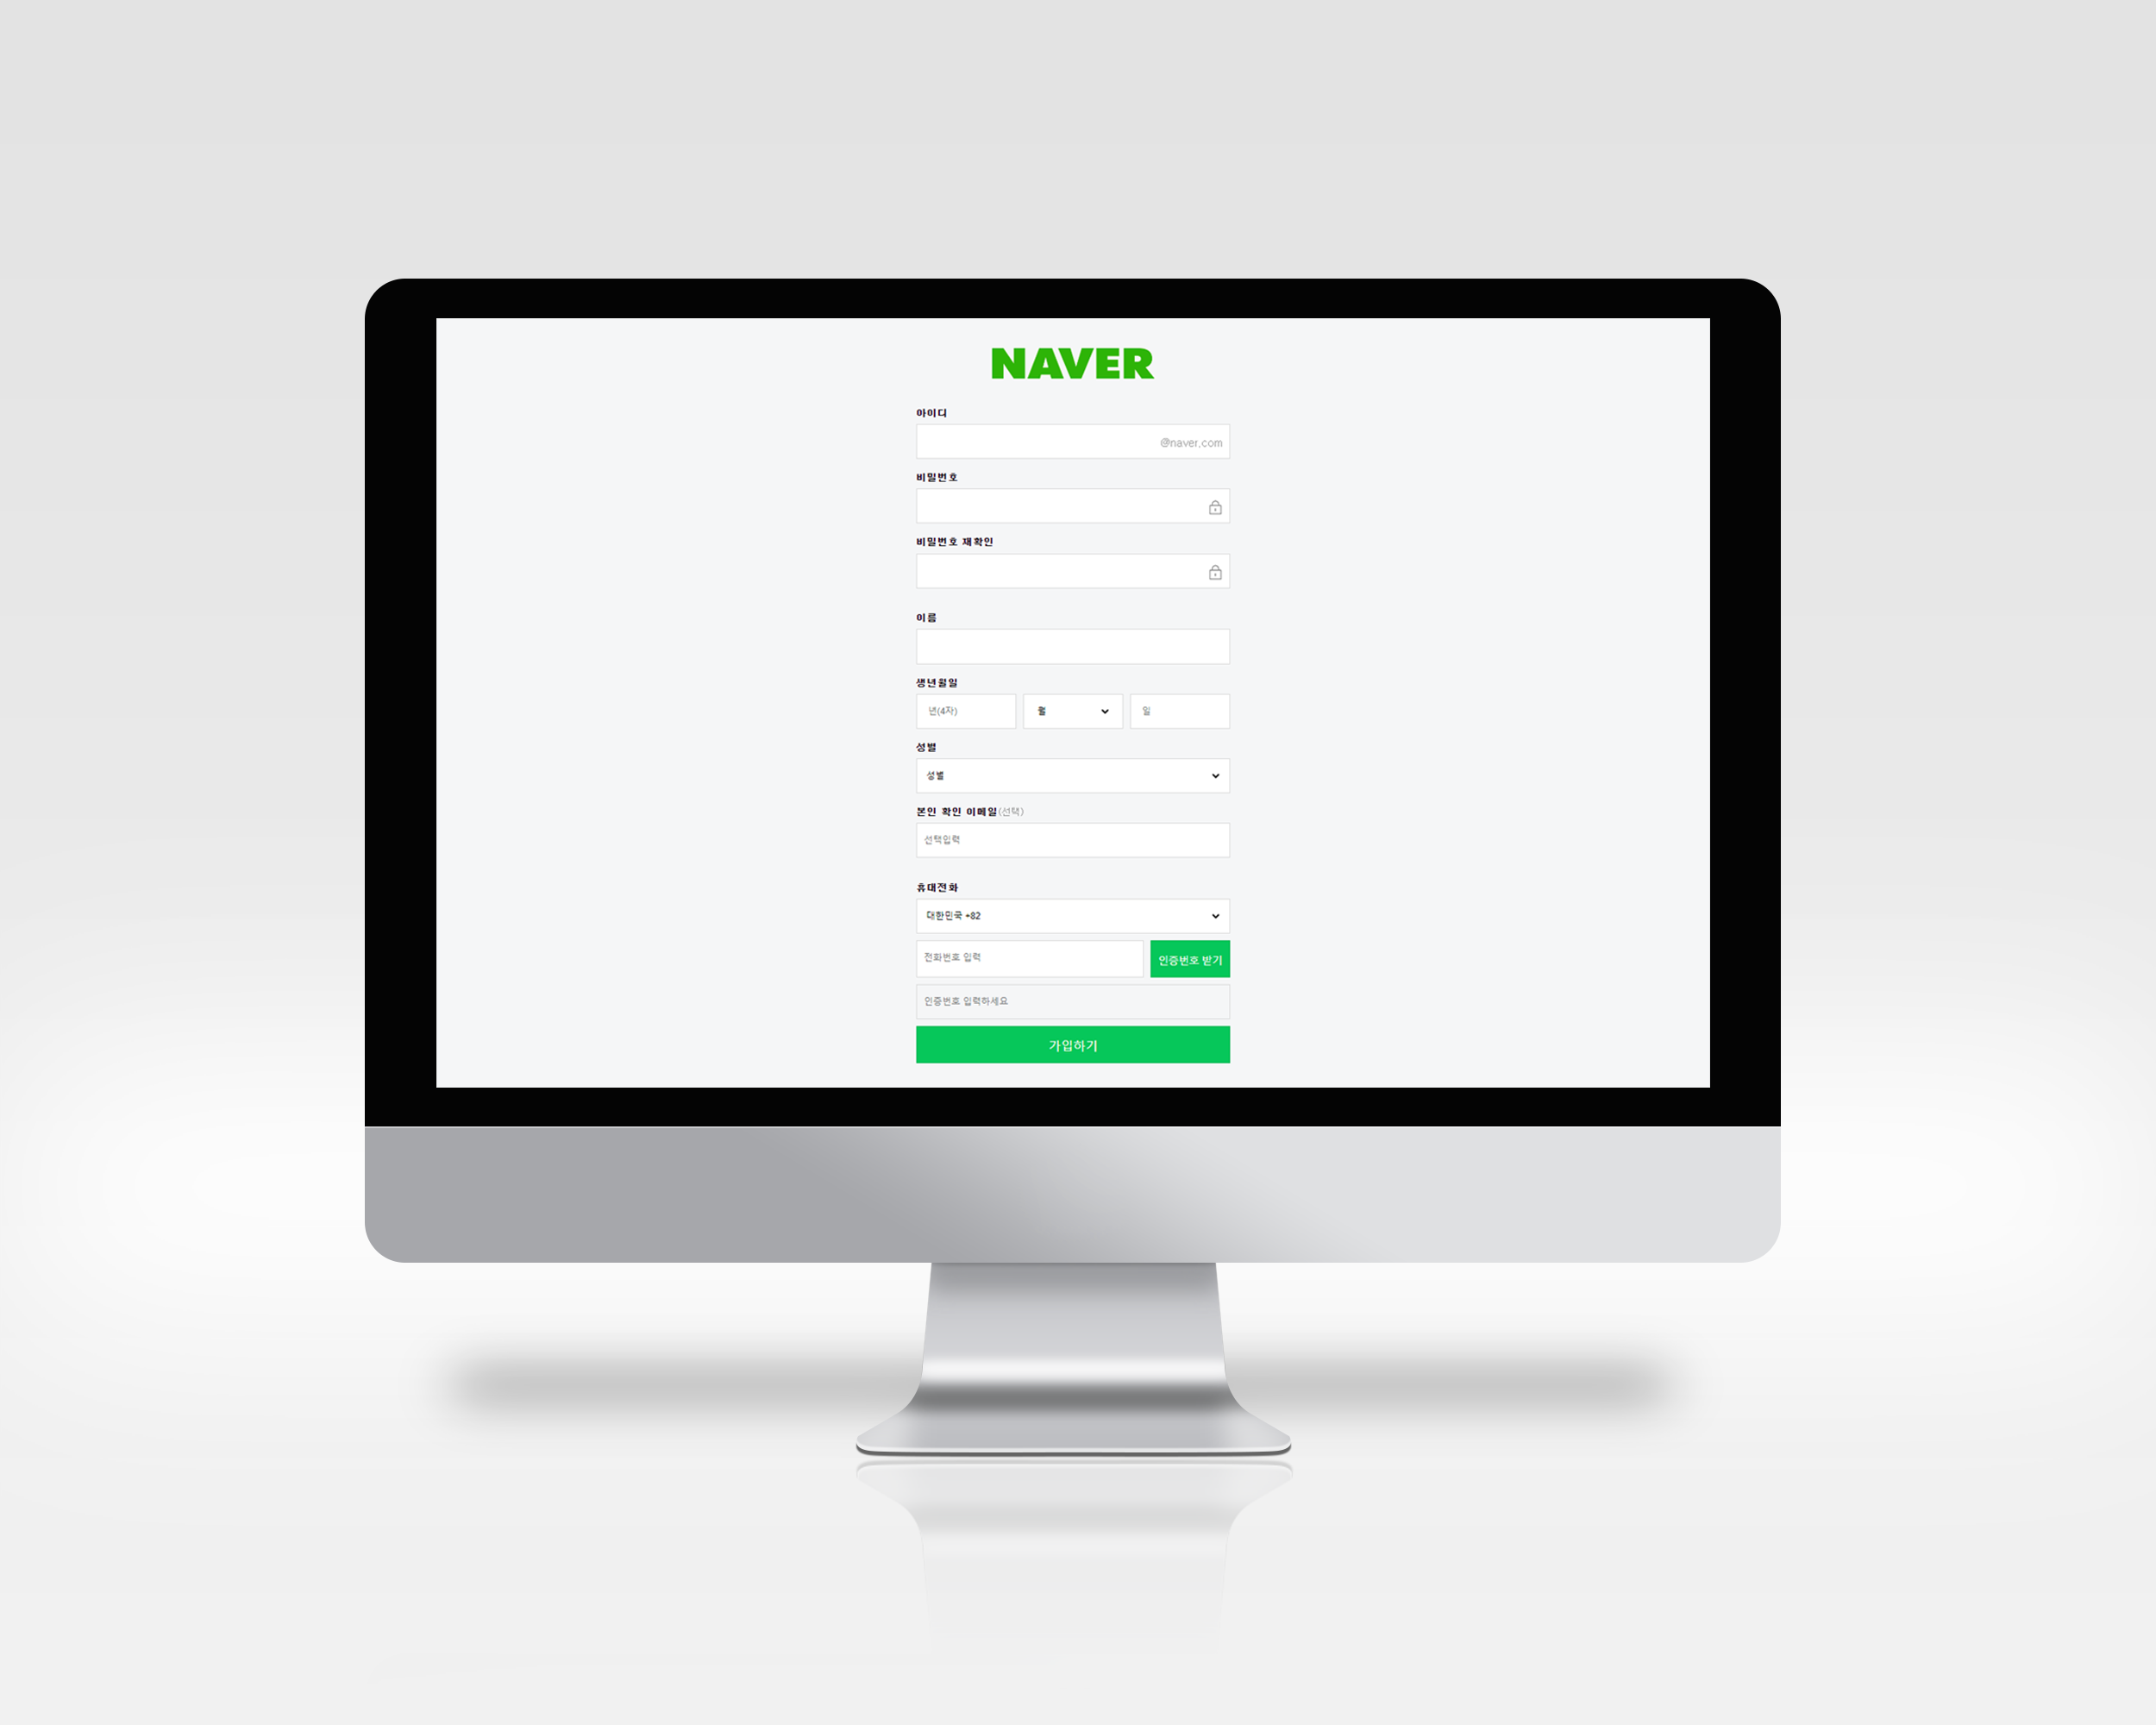 NAVER
아이디
@naver.com
비밀번호
비밀번호 재확인
이름
생년월일
년(4자) 월 일
성별
성별
본인 확인 이메일(선택)
선택입력
휴대전화
대한민국 +82
전화번호 입력 인증번호 받기
인증번호 입력하세요
가입하기